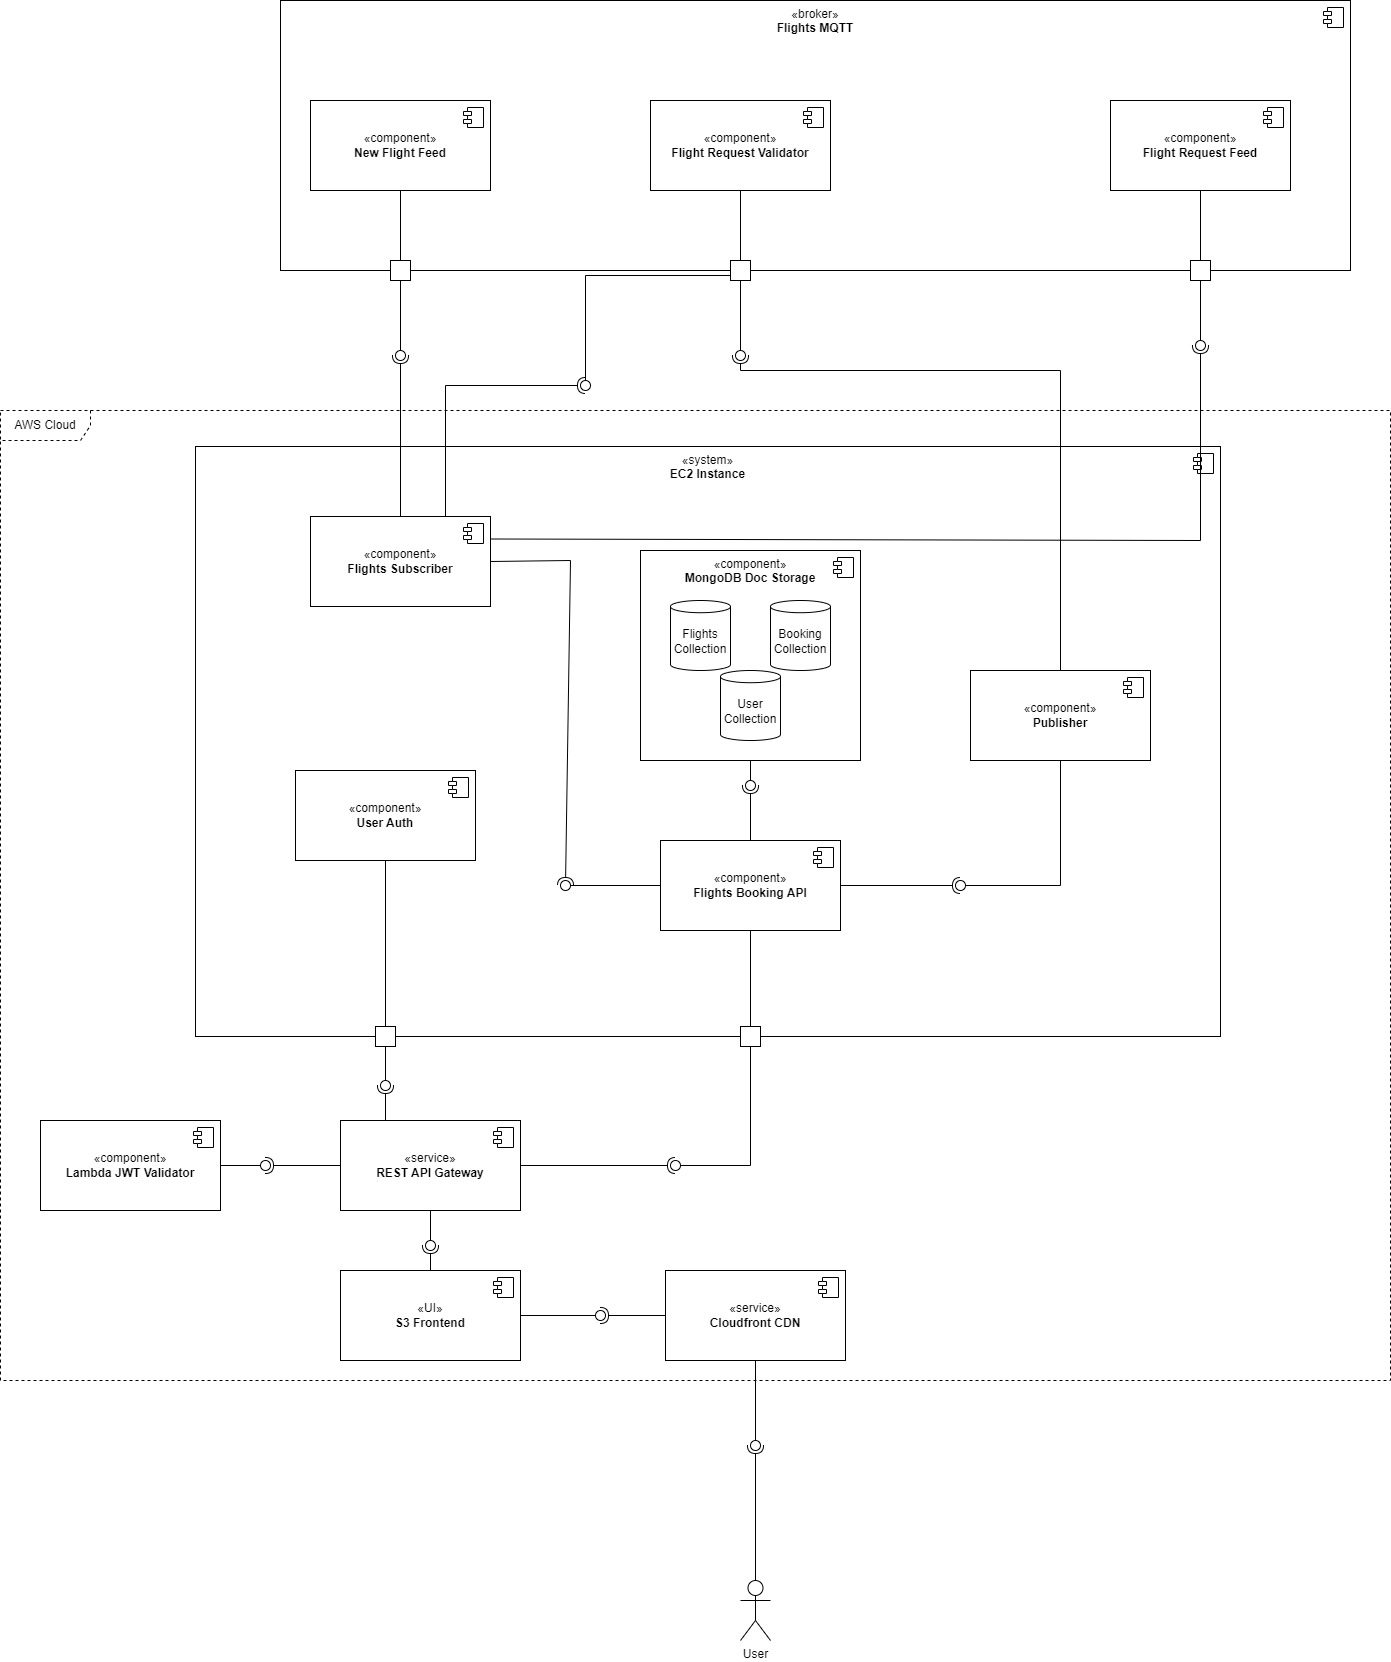 «broker»
Flights MQTT
«component»
New Flight Feed
«component»
Flight Request Validator
«component»
Flight Request Feed
AWS Cloud
«system»
EC2 Instance
«component»
Flights Subscriber
«component»
MongoDB Doc Storage
Flights
Collection
Booking
Collection
User
Collection
«component»
Publisher
«component»
User Auth
«component»
Flights Booking API
«component»
Lambda JWT Validator
«service»
REST API Gateway
«UI»
S3 Frontend
«service»
Cloudfront CDN
User